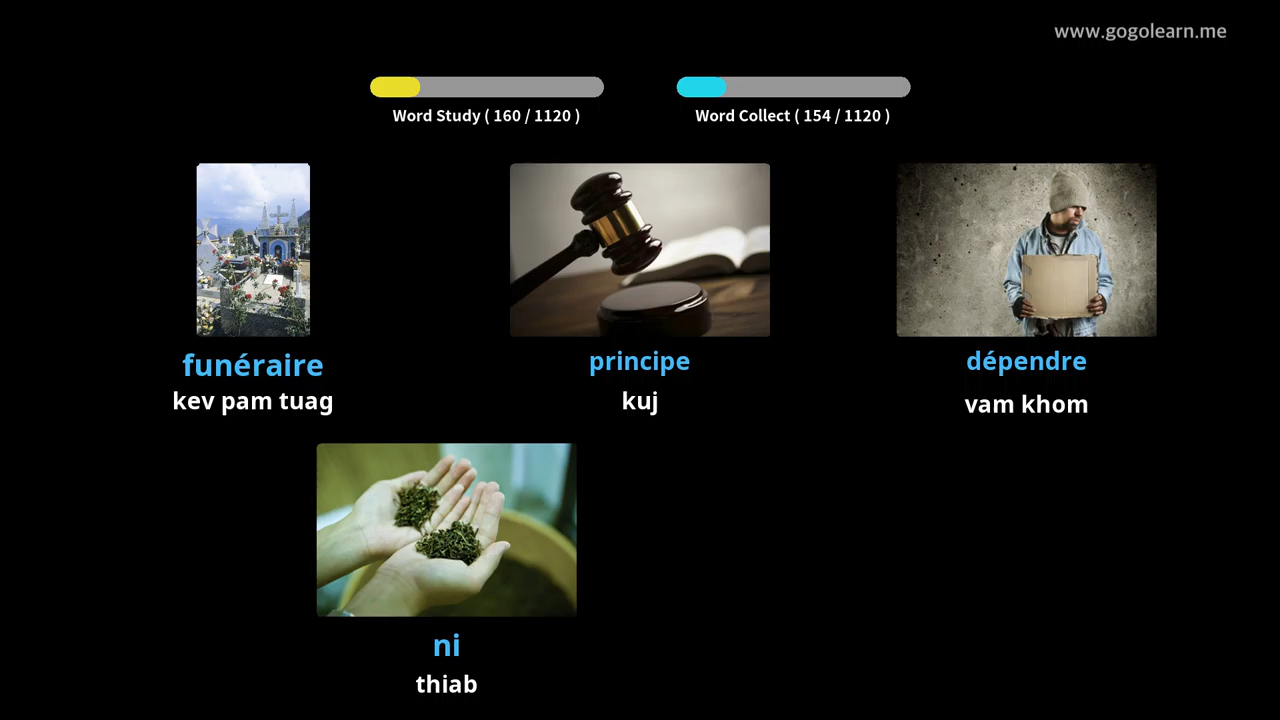 www.gogolearn.me
Word Study ( 160 / 1120 )
Word Collect ( 154 / 1120 )
funéraire
kev pam tuag
principe
kuj
dépendre
vam khom
ni
thiab